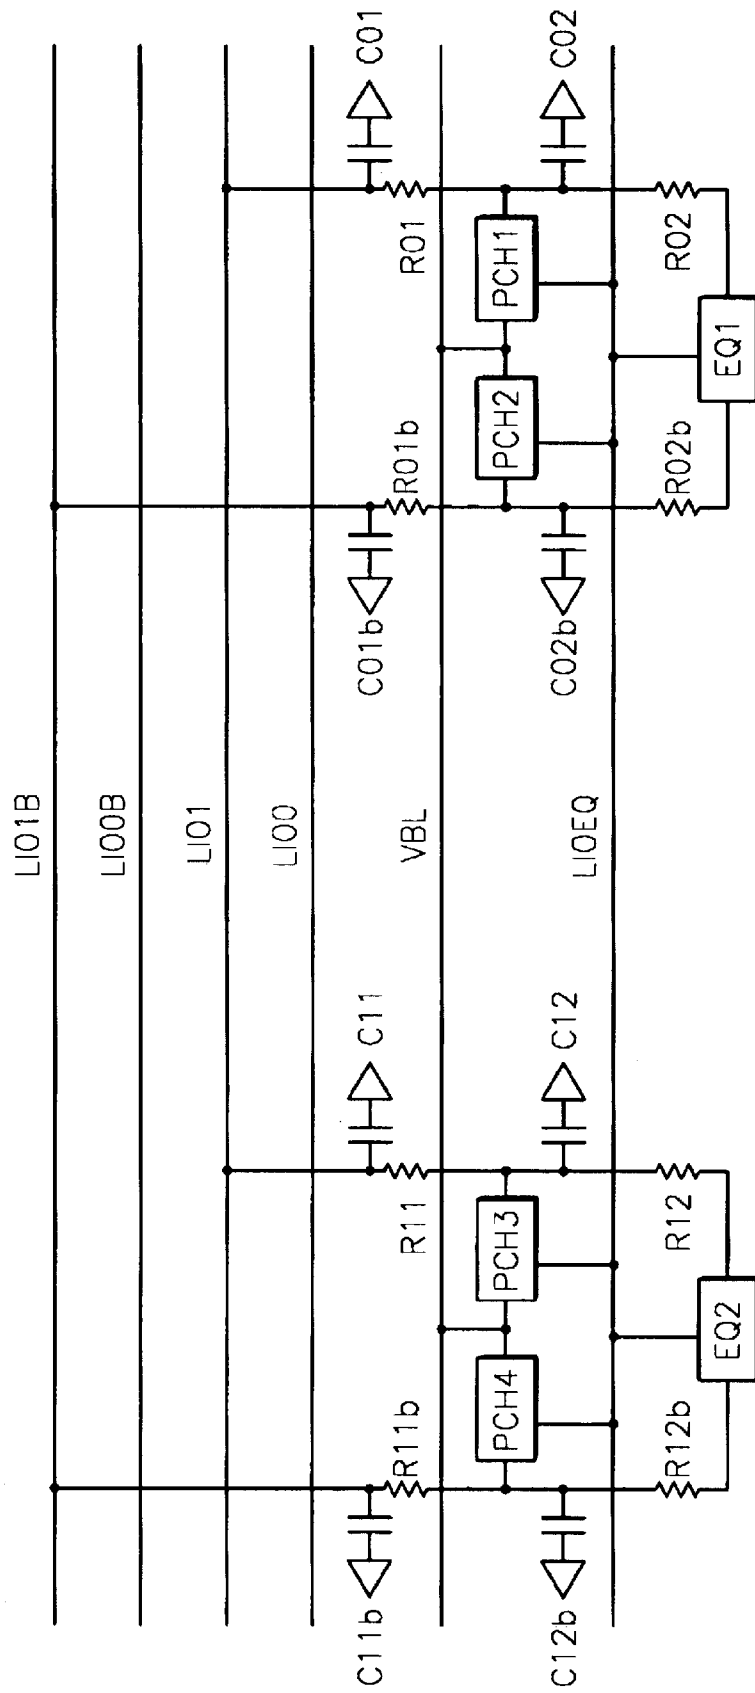 LIO1B
LIO0B
LIO1
LIO0
C11b
C11
C01b
C01
R11b
R11
VBL
R01b
R01
PCH4
PCH3
PCH2
PCH1
C12b
C12
C02b
C02
LIOEQ
R12b
R12
R02b
R02
EQ2
EQ1